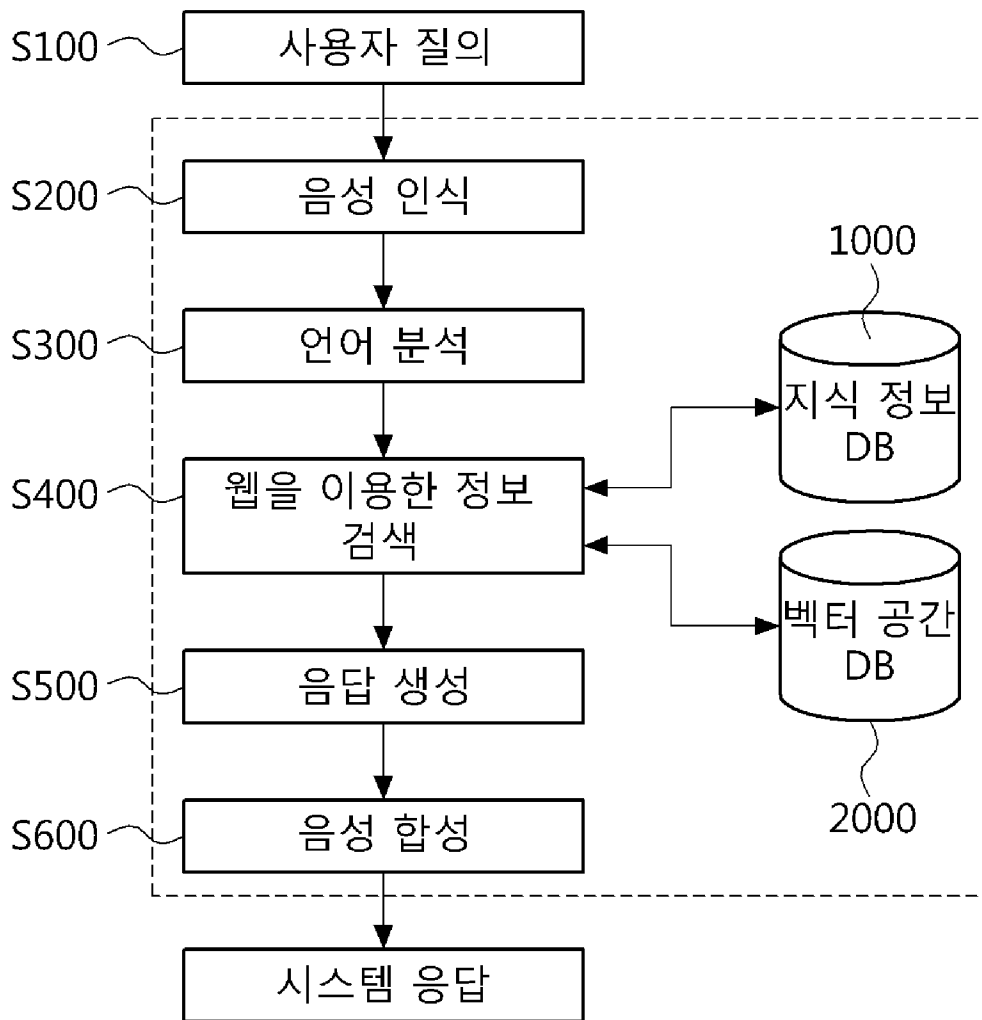 S100
사용자 질의
S200
음성 인식
1000
S300
언어 분석
지식 정보
DB
S400
웹을 이용한 정보
검색
벡터 공간
DB
S500
음답 생성
2000
S600
음성 합성
시스템 응답